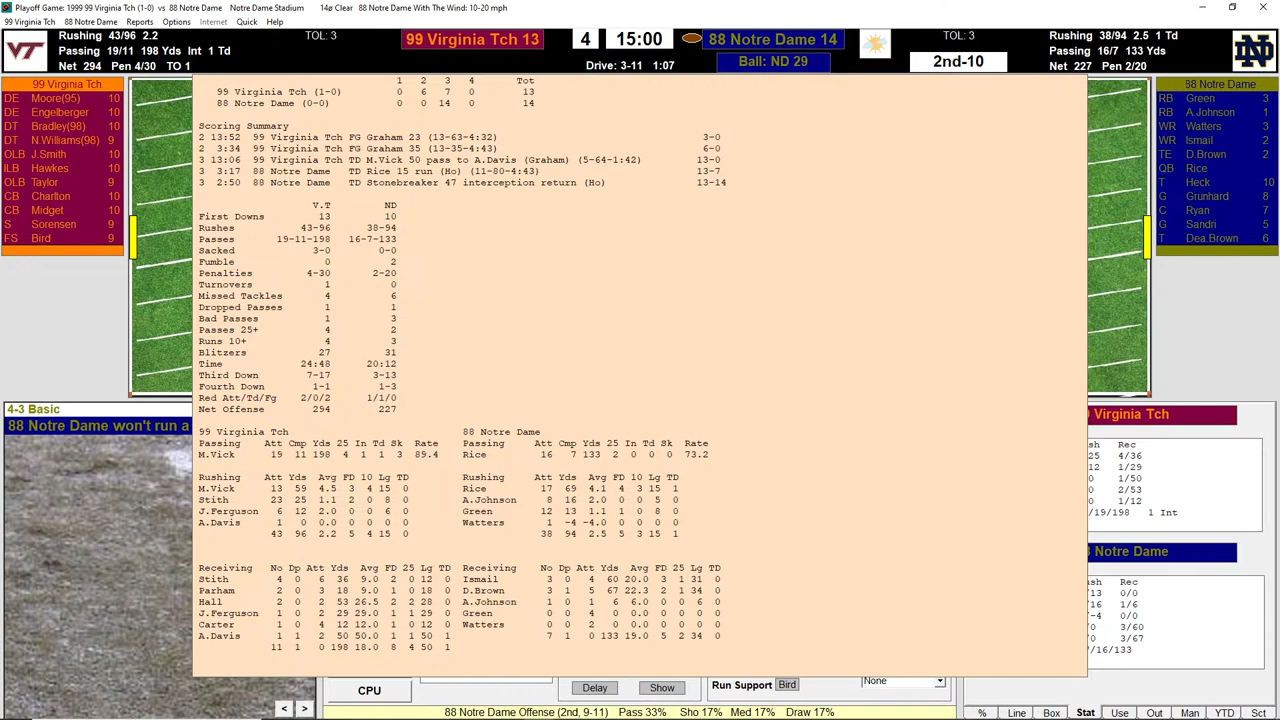 Playoff Game: 1999 99 Virginia Tch (1-0) vs 88 Notre Dame Notre Dame Stadium 14ø Clear 88 Notre Dame With The Wind: 10-20 mph
99 Virginia Tch 88 Notre Dame Reports Options Internet Quick Help
VT Rushing 43/96 2.2 TOL: 3 99 Virginia Tch 13 4 15:00 88 Notre Dame 14 TOL: 3 Rushing 38/94 2.5 1 Td
Passing 19/11 198 Yds Int 1 Td Passing 16/7 133 Yds
Net 294 Pen 4/30 TO 1 Drive: 3-11 1:07 Ball: ND 29 2nd-10 Net 227 Pen 2/20
99 Virginia Tch
DE Moore(95) 10
DE Engelberger 10
DT Bradley(98) 10
DT N.Williams(98) 9
OLB J.Smith 10
ILB Hawkes 10
OLB Taylor 9
CB Charlton 10
CB Midget 10
S Sorensen 9
FS Bird 9
88 Notre Dame
RB Green 3
RB A.Johnson 1
WR Watters 3
WR Ismail 2
TE D.Brown 2
QB Rice
T Heck 10
G Grunhard 8
C Ryan 7
G Sandri 5
T Dea.Brown 6
1 2 3 4 Tot
99 Virginia Tch (1-0) 0 6 7 0 13
88 Notre Dame (0-0) 0 0 14 0 14
Scoring Summary
2 13:52 99 Virginia Tch FG Graham 23 (13-63-4:32) 3-0
2 3:34 99 Virginia Tch FG Graham 35 (13-35-4:43) 6-0
3 13:06 99 Virginia Tch TD M.Vick 50 pass to A.Davis (Graham) (5-64-1:42) 13-0
3 3:17 88 Notre Dame TD Rice 15 run (Ho) (11-80-4:43) 13-7
3 2:50 88 Notre Dame TD Stonebreaker 47 interception return (Ho) 13-14
V.T ND
First Downs 13 10
Rushes 43-96 38-94
Passes 19-11-198 16-7-133
Sacked 3-0 0-0
Fumble 0 2
Penalties 4-30 2-20
Turnovers 1 0
Missed Tackles 4 6
Dropped Passes 1 1
Bad Passes 1 3
Passes 25+ 4 2
Runs 10+ 4 3
Blitzers 27 31
Time 24:48 20:12
Third Down 7-17 3-13
Fourth Down 1-1 1-3
Red Att/Td/Fg 2/0/2 1/1/0
Net Offense 294 227
99 Virginia Tch 88 Notre Dame
Passing Att Cmp Yds 25 In Td Sk Rate Passing Att Cmp Yds 25 In Td Sk Rate
M.Vick 19 11 198 4 1 1 3 89.4 Rice 16 7 133 2 0 0 0 73.2
Rushing Att Yds Avg FD 10 Lg TD Rushing Att Yds Avg FD 10 Lg TD
M.Vick 13 59 4.5 3 4 15 0 Rice 17 69 4.1 4 3 15 1
Stith 23 25 1.1 2 0 8 0 A.Johnson 8 16 2.0 0 0 5 0
J.Ferguson 6 12 2.0 0 0 6 0 Green 12 13 1.1 1 0 8 0
A.Davis 1 0 0.0 0 0 0 0 Watters 1 -4 -4.0 0 0 0 0
43 96 2.2 5 4 15 0 38 94 2.5 5 3 15 1
Receiving No Dp Att Yds Avg FD 25 Lg TD Receiving No Dp Att Yds Avg FD 25 Lg TD
Stith 4 0 6 36 9.0 2 0 12 0 Ismail 3 0 4 60 20.0 3 1 31 0
Parham 2 0 3 18 9.0 1 0 18 0 D.Brown 3 1 5 67 22.3 2 1 34 0
Hall 2 0 2 53 26.5 2 2 28 0 A.Johnson 1 0 1 6 6.0 0 0 6 0
J.Ferguson 1 0 2 29 29.0 1 1 29 0 Green 0 0 4 0 0.0 0 0 0 0
Carter 1 0 4 12 12.0 1 0 12 0 Watters 0 0 2 0 0.0 0 0 0 0
A.Davis 1 1 2 50 50.0 1 1 50 1 7 1 0 133 19.0 5 2 34 0
11 1 0 198 18.0 8 4 50 1
4-3 Basic
88 Notre Dame won't run a
Virginia Tch
sh Rec
25 4/36
12 1/29
0 1/50
0 2/53
0 1/12
/19/198 1 Int
Notre Dame
sh Rec
/13 0/0
/16 1/6
/-4 0/0
/0 3/60
/0 3/67
/16/133
CPU Delay Show Run Support Bird None
< > 88 Notre Dame Offense (2nd, 9-11) Pass 33% Sho 17% Med 17% Draw 17% % Line Box Stat Use Out Man YTD Sct